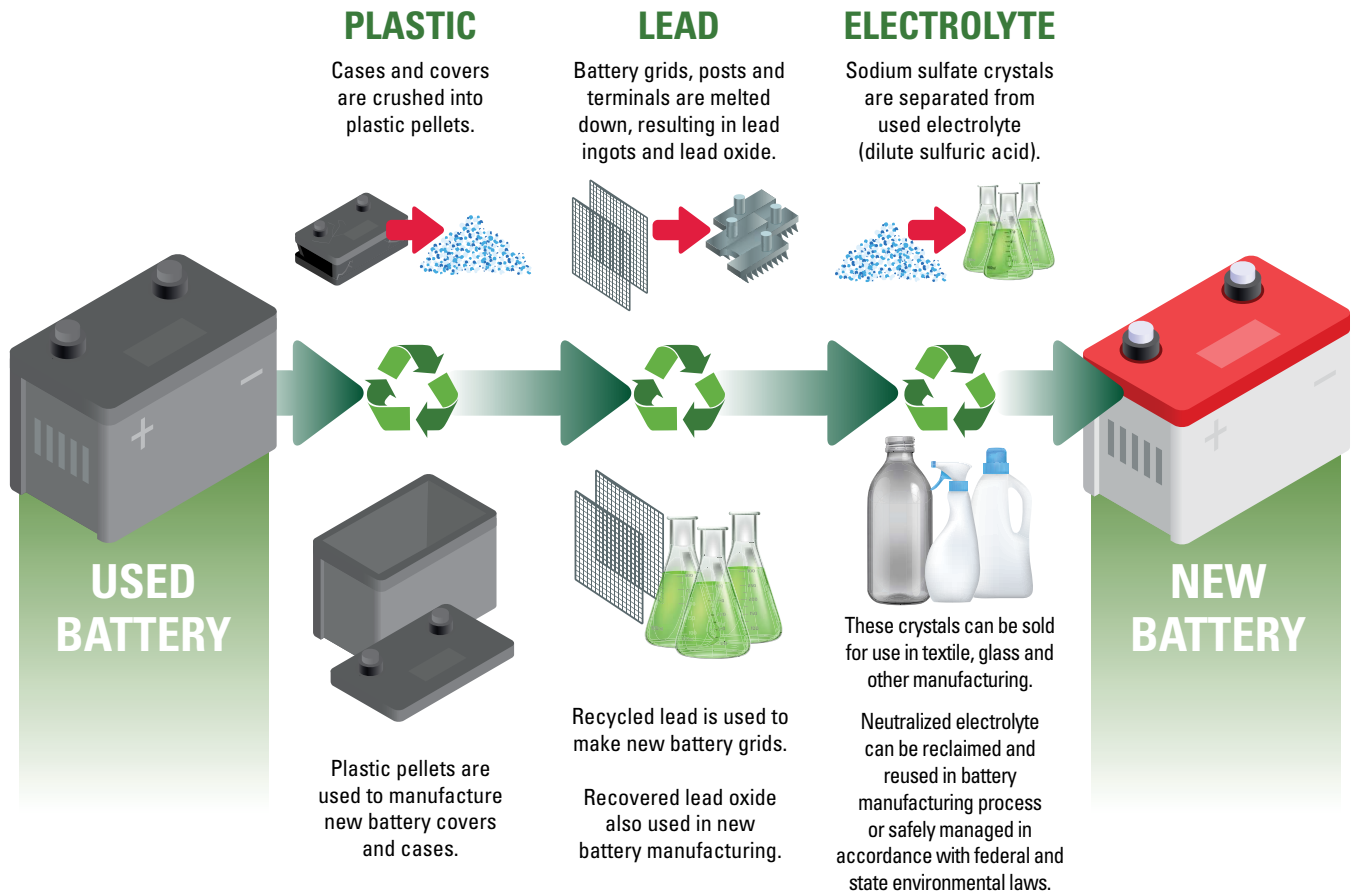 PLASTIC
Cases and covers
are crushed into
plastic pellets.
LEAD
Battery grids, posts and
terminals are melted
down, resulting in lead
ingots and lead oxide.
ELECTROLYTE
Sodium sulfate crystals
are separated from
used electrolyte
(dilute sulfuric acid).
USED
BATTERY
Plastic pellets are
used to manufacture
new battery covers
and cases.
Recycled lead is used to
make new battery grids.
Recovered lead oxide
also used in new
battery manufacturing.
These crystals can be sold
for use in textile, glass and
other manufacturing.
Neutralized electrolyte
can be reclaimed and
reused in battery
manufacturing process
or safely managed in
accordance with federal and
state environmental laws.
NEW
BATTERY